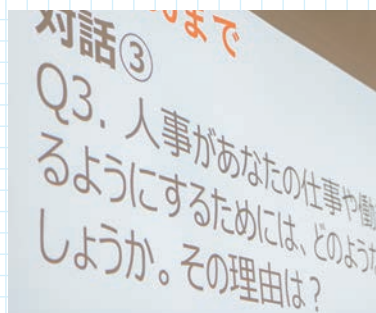 まで
対話③
Q3. 人事があなたの仕事や働
るようにするためには、どのような
しょうか。その理由は？